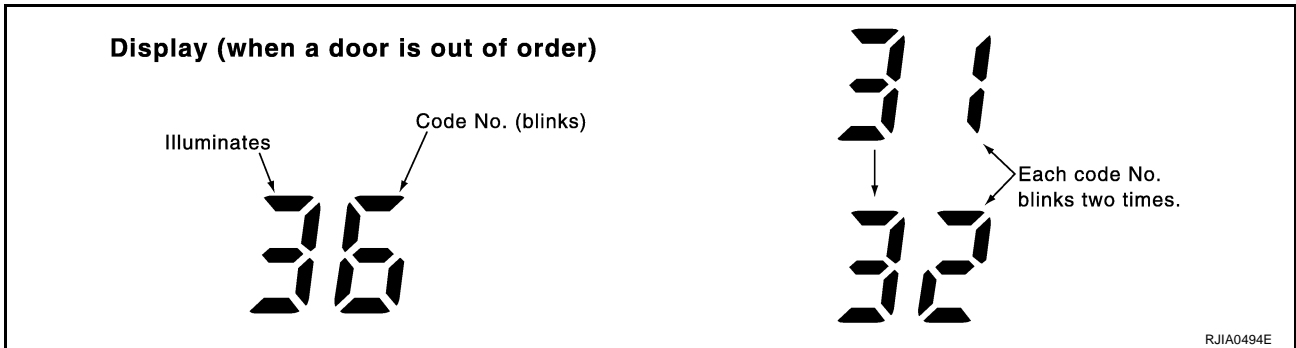 Display (when a door is out of order)
Illuminates
Code No. (blinks)
36
31
Each code No.
blinks two times.
32
RJIA0494E